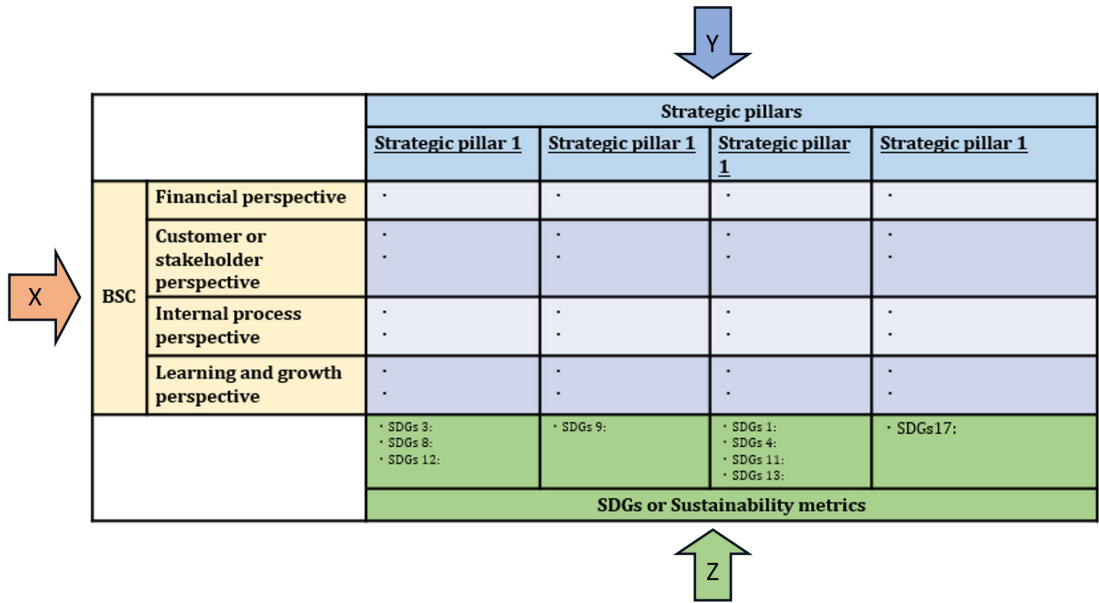 Y
Strategic pillars
Strategic pillar 1
Strategic pillar 1
Strategic pillar
1
Strategic pillar 1
X
BSC
Financial perspective
Customer or
stakeholder
perspective
Internal process
perspective
Learning and growth
perspective
· SDGs 3:
· SDGs 8:
· SDGs 12:
· SDGs 9:
· SDGs 1:
· SDGs 4:
· SDGs 11:
· SDGs 13:
· SDGs17:
SDGs or Sustainability metrics
Z